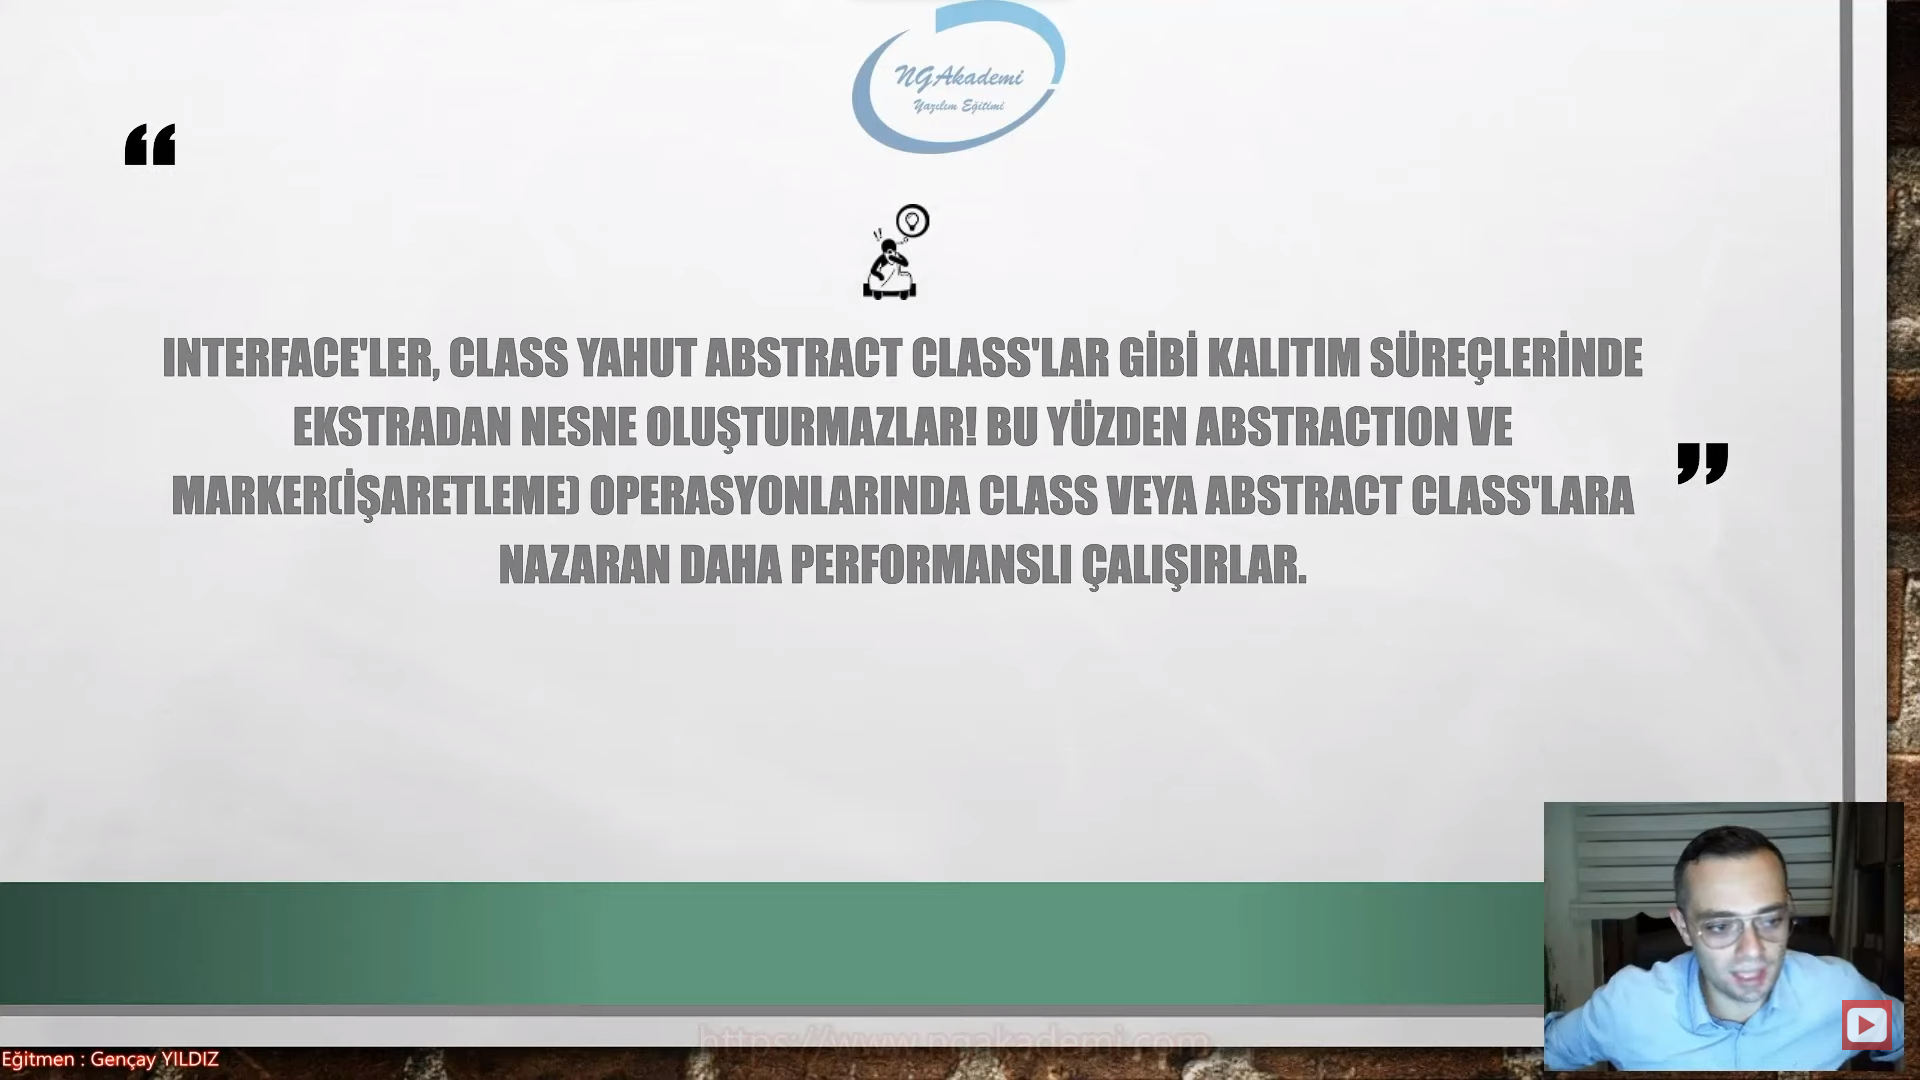 NGAkademi
Yazılım Eğitimi
“
INTERFACE'LER, CLASS YAHUT ABSTRACT CLASS'LAR GİBİ KALITIM SÜREÇLERİNDE
EKSTRADAN NESNE OLUŞTURMAZLAR! BU YÜZDEN ABSTRACTION VE
MARKER(İŞARETLEME) OPERASYONLARINDA CLASS VEYA ABSTRACT CLASS'LARA
NAZARAN DAHA PERFORMANSLI ÇALIŞIRLAR.
”
https://www.ngakademi.com
Eğitmen : Gençay YILDIZ